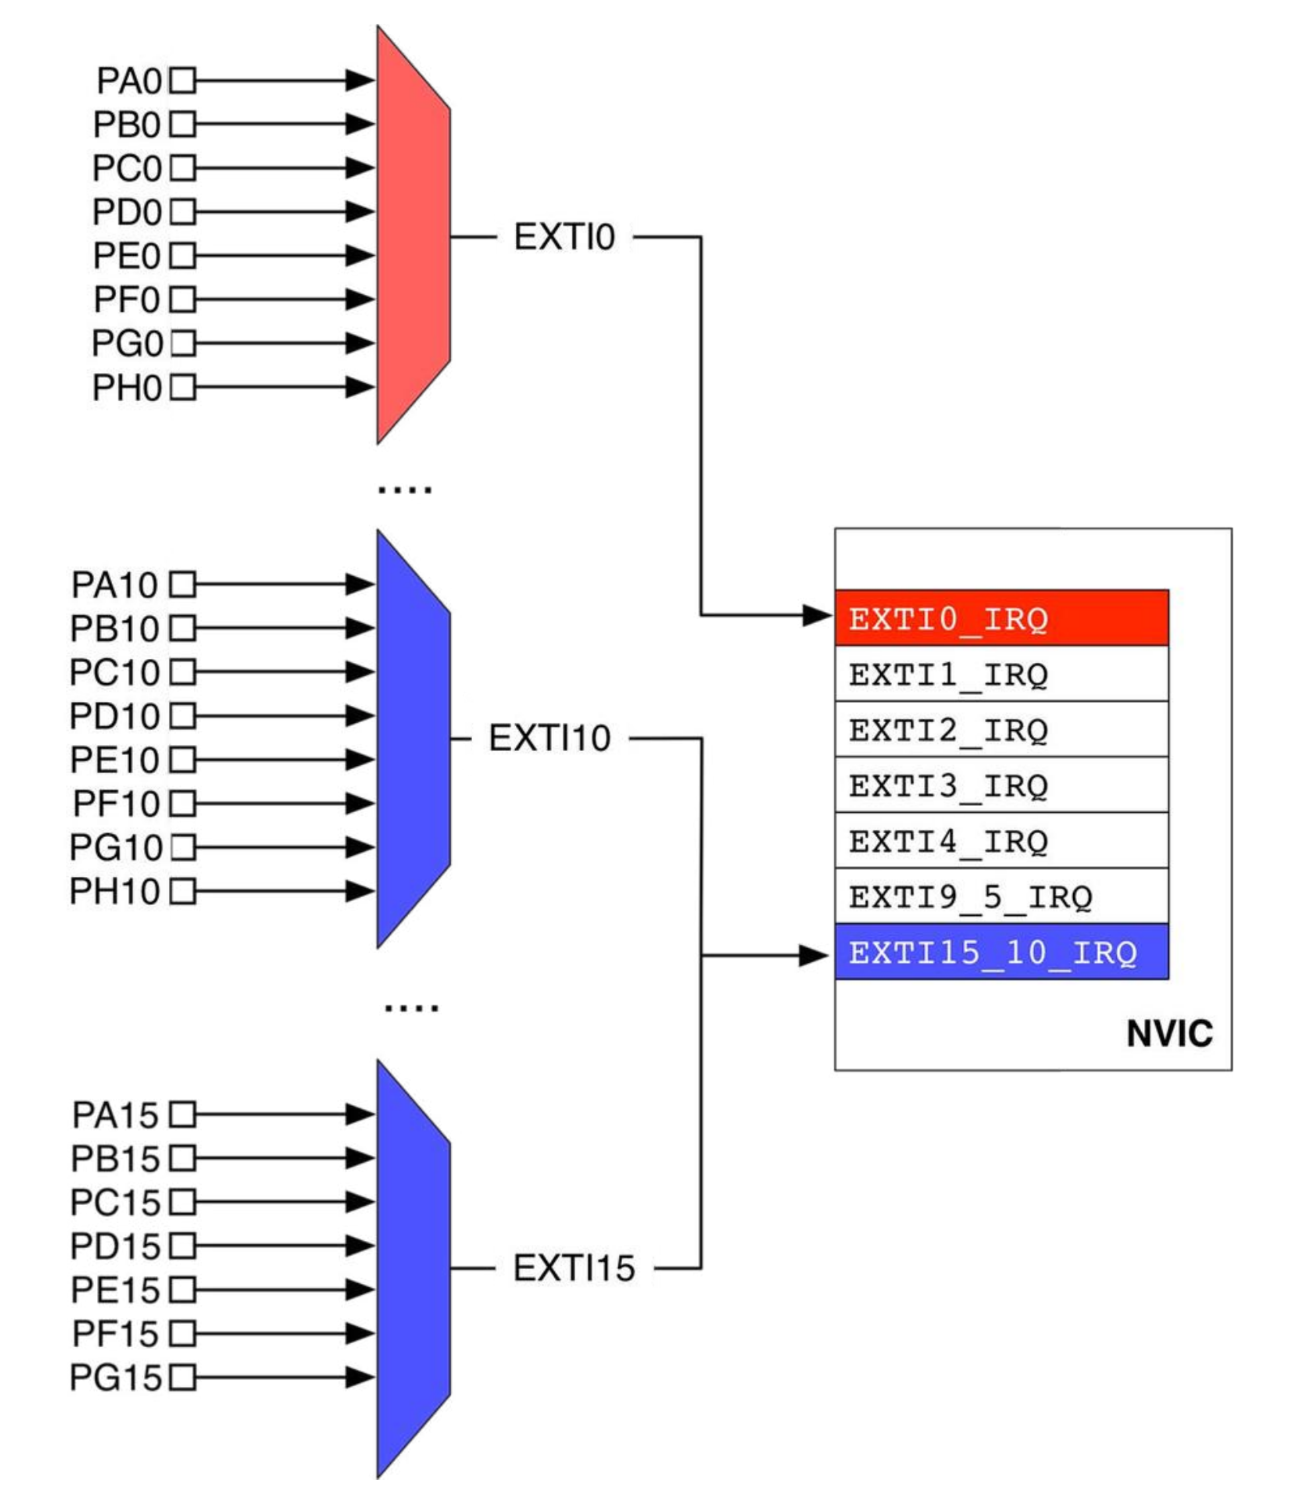 PA0
PB0
PC0
PD0
PE0
PF0
PG0
PH0
EXTI0
....
PA10
PB10
PC10
PD10
PE10
PF10
PG10
PH10
EXTI10
....
PA15
PB15
PC15
PD15
PE15
PF15
PG15
EXTI15
EXTI0_IRQ
EXTI1_IRQ
EXTI2_IRQ
EXTI3_IRQ
EXTI4_IRQ
EXTI9_5_IRQ
EXTI15_10_IRQ
NVIC